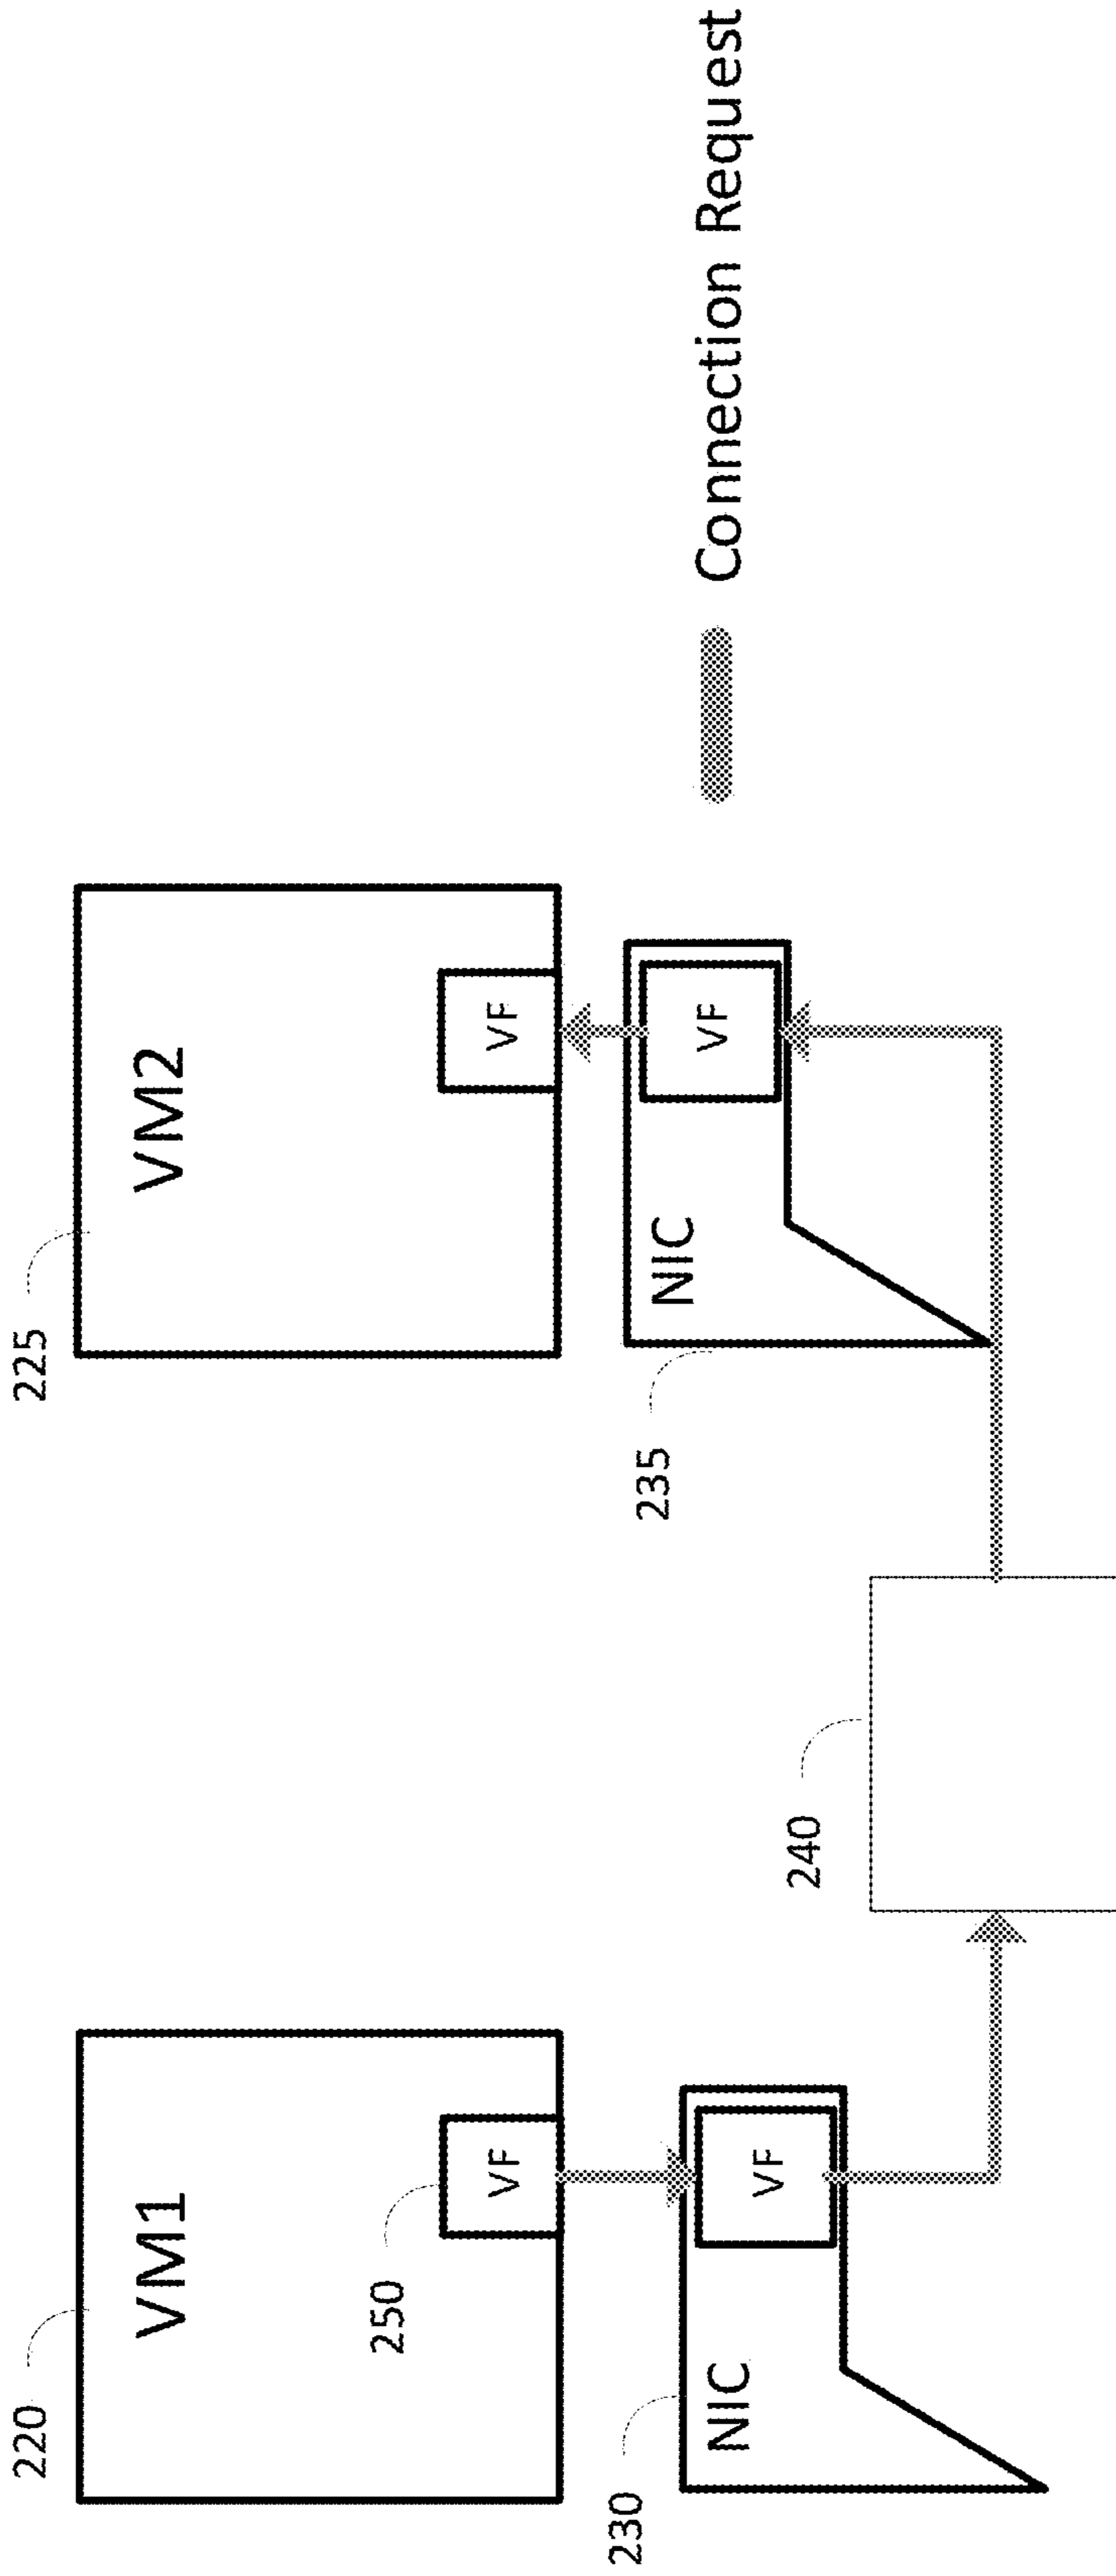 220
VM1
250
VF
230
NIC
VF
240
225
VM2
VF
235
NIC
VF
Connection Request